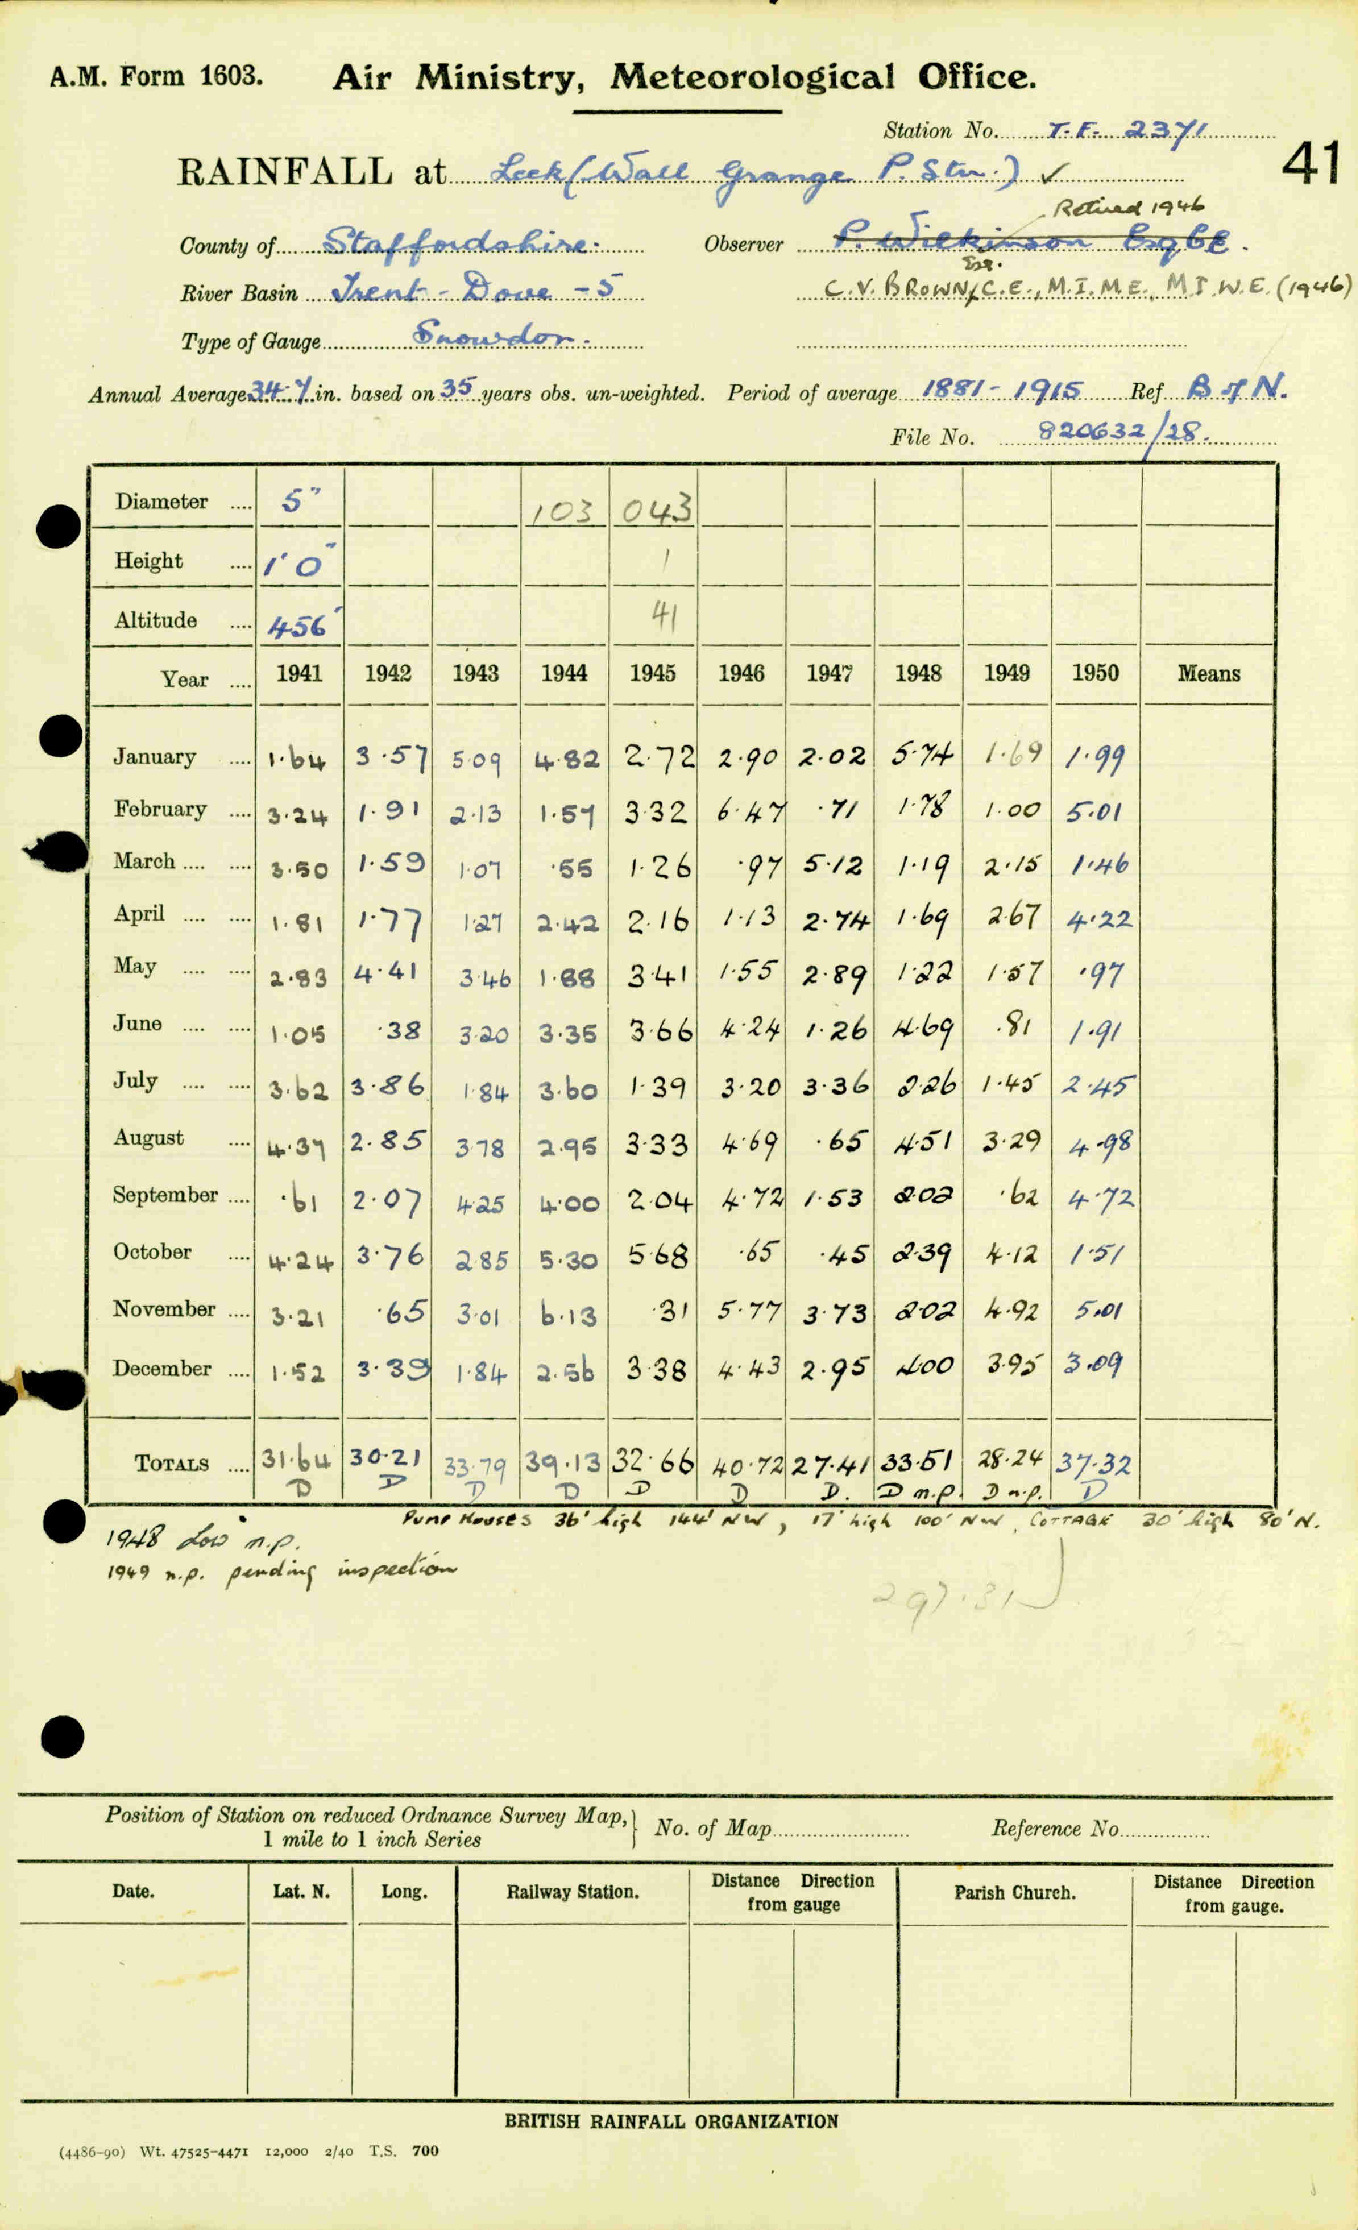 A.M. Form 1603. Air Ministry, Meteorological Office.
Station No. T.F. 2371
41
RAINFALL at Leek (Wall Grange P. Stn.) ✓
Retired 1946
County of Staffordshire. Observer P. Wilkinson Esq CE.
Esq.
River Basin Trent - Dove - 5 C.V. BROWN, C.E., M.I.M.E., M.I.W.E. (1946)
Type of Gauge Snowdon.
Annual Average 34.7 in. based on 35 years obs. un-weighted. Period of average 1881 - 1915 Ref B of N.
File No. 820632/28.
Diameter .... 5" 103 043
Height .... 1' 0" 1
Altitude .... 456' 41
Year .... 1941 1942 1943 1944 1945 1946 1947 1948 1949 1950 Means
January .... 1.64 3.57 5.09 4.82 2.72 2.90 2.02 5.74 1.69 1.99
February .... 3.24 1.91 2.13 1.57 3.32 6.47 .71 1.78 1.00 5.01
March .... .... 3.50 1.59 1.07 .55 1.26 .97 5.12 1.19 2.15 1.46
April .... .... 1.81 1.77 1.27 2.42 2.16 1.13 2.74 1.69 2.67 4.22
May .... .... 2.83 4.41 3.46 1.88 3.41 1.55 2.89 1.22 1.57 .97
June .... .... 1.05 .38 3.20 3.35 3.66 4.24 1.26 4.69 .81 1.91
July .... .... 3.62 3.86 1.84 3.60 1.39 3.20 3.36 2.26 1.45 2.45
August .... 4.37 2.85 3.78 2.95 3.33 4.69 .65 4.51 3.29 4.98
September .... .61 2.07 4.25 4.00 2.04 4.72 1.53 2.02 .62 4.72
October .... 4.24 3.76 2.85 5.30 5.68 .65 .45 2.39 4.12 1.51
November .... 3.21 .65 3.01 6.13 .31 5.77 3.73 2.02 4.92 5.01
December .... 1.52 3.39 1.84 2.56 3.38 4.43 2.95 4.00 3.95 3.09
TOTALS .... 31.64 30.21 33.79 39.13 32.66 40.72 27.41 33.51 28.24 37.32
D D D D D D D. D n.p. D n.p. D
PUMP HOUSES 36' high 144' NW, 17' high 100' NW, COTTAGE 30' high 80' N.
1948 Low n.p.
1949 n.p. pending inspection
297.31
Position of Station on reduced Ordnance Survey Map, No. of Map Reference No.
1 mile to 1 inch Series
Date. Lat. N. Long. Railway Station. Distance from gauge Direction Parish Church. Distance Direction from gauge.
BRITISH RAINFALL ORGANIZATION
(4486-90) Wt. 47525-4471 12,000 2/40 T.S. 700